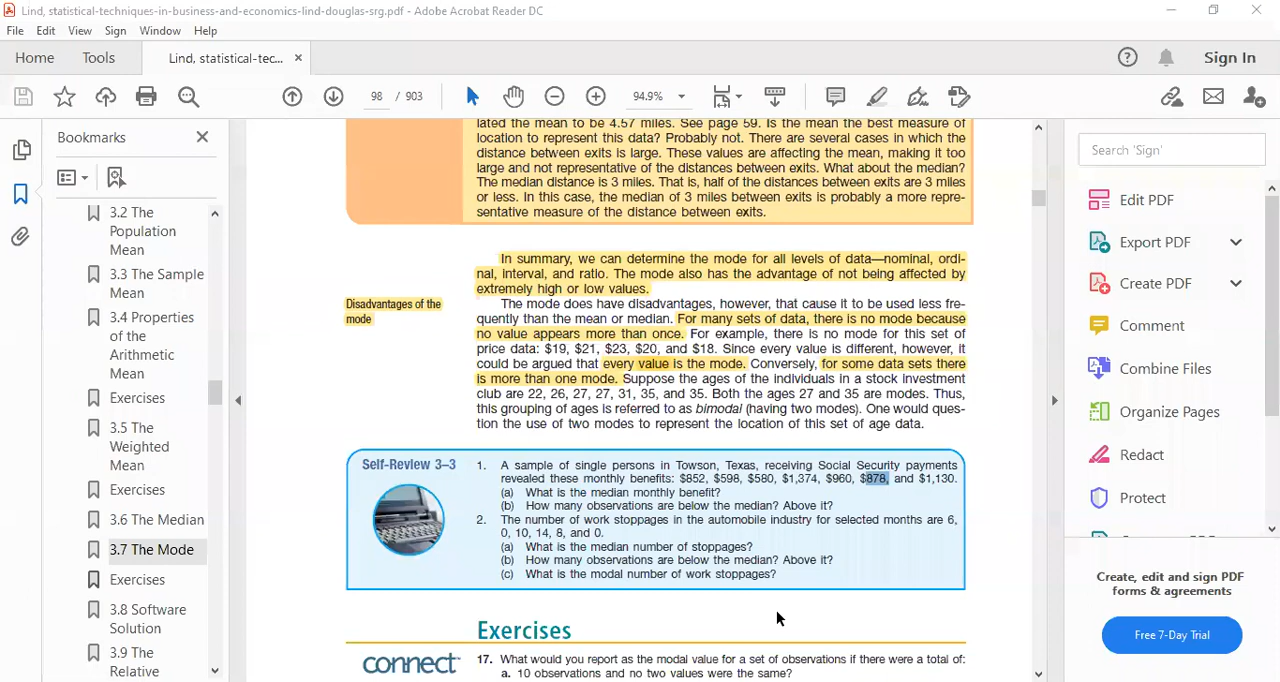 Lind, statistical-techniques-in-business-and-economics-lind-douglas-srg.pdf - Adobe Acrobat Reader DC
File Edit View Sign Window Help
Home Tools Lind, statistical-tec... ×
Sign In
98 / 903
94.9%
Bookmarks
3.2 The
Population
Mean
3.3 The Sample
Mean
3.4 Properties
of the
Arithmetic
Mean
Exercises
3.5 The
Weighted
Mean
Exercises
3.6 The Median
3.7 The Mode
Exercises
3.8 Software
Solution
3.9 The
Relative
lated the mean to be 4.57 miles. See page 59. Is the mean the best measure of
location to represent this data? Probably not. There are several cases in which the
distance between exits is large. These values are affecting the mean, making it too
large and not representative of the distances between exits. What about the median?
The median distance is 3 miles. That is, half of the distances between exits are 3 miles
or less. In this case, the median of 3 miles between exits is probably a more repre-
sentative measure of the distance between exits.
In summary, we can determine the mode for all levels of data—nominal, ordi-
nal, interval, and ratio. The mode also has the advantage of not being affected by
extremely high or low values.
Disadvantages of the
mode
The mode does have disadvantages, however, that cause it to be used less fre-
quently than the mean or median. For many sets of data, there is no mode because
no value appears more than once. For example, there is no mode for this set of
price data: $19, $21, $23, $20, and $18. Since every value is different, however, it
could be argued that every value is the mode. Conversely, for some data sets there
is more than one mode. Suppose the ages of the individuals in a stock investment
club are 22, 26, 27, 27, 31, 35, and 35. Both the ages 27 and 35 are modes. Thus,
this grouping of ages is referred to as bimodal (having two modes). One would ques-
tion the use of two modes to represent the location of this set of age data.
Self-Review 3–3
1. A sample of single persons in Towson, Texas, receiving Social Security payments
revealed these monthly benefits: $852, $598, $580, $1,374, $960, $878, and $1,130.
(a) What is the median monthly benefit?
(b) How many observations are below the median? Above it?
2. The number of work stoppages in the automobile industry for selected months are 6,
0, 10, 14, 8, and 0.
(a) What is the median number of stoppages?
(b) How many observations are below the median? Above it?
(c) What is the modal number of work stoppages?
Exercises
connect
17. What would you report as the modal value for a set of observations if there were a total of:
a. 10 observations and no two values were the same?
Search 'Sign'
Edit PDF
Export PDF
Create PDF
Comment
Combine Files
Organize Pages
Redact
Protect
Create, edit and sign PDF
forms & agreements
Free 7-Day Trial